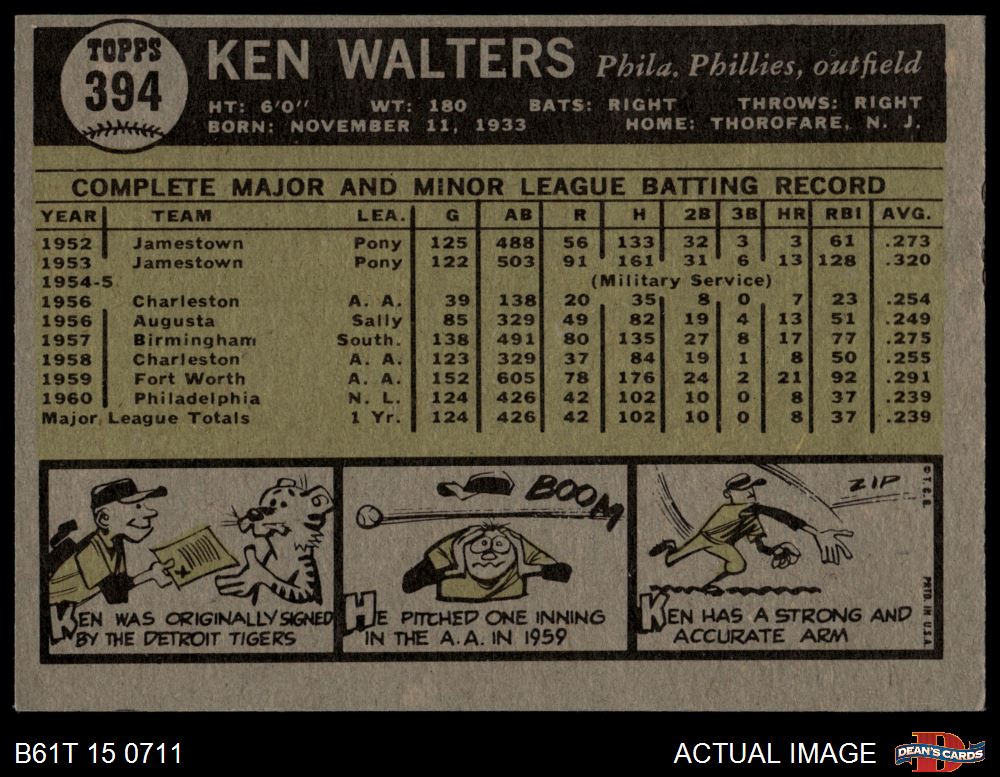 TOPPS
394
KEN WALTERS Phila. Phillies, outfield
HT: 6'0" WT: 180 BATS: RIGHT THROWS: RIGHT
BORN: NOVEMBER 11, 1933 HOME: THOROFARE, N. J.
COMPLETE MAJOR AND MINOR LEAGUE BATTING RECORD
YEAR TEAM LEA. G AB R H 2B 3B HR RBI AVG.
1952 Jamestown Pony 125 488 56 133 32 3 3 61 .273
1953 Jamestown Pony 122 503 91 161 31 6 13 128 .320
1954-5 (Military Service)
1956 Charleston A. A. 39 138 20 35 8 0 7 23 .254
1956 Augusta Sally 85 329 49 82 19 4 13 51 .249
1957 Birmingham South. 138 491 80 135 27 8 17 77 .275
1958 Charleston A. A. 123 329 37 84 19 1 8 50 .255
1959 Fort Worth A. A. 152 605 78 176 24 2 21 92 .291
1960 Philadelphia N. L. 124 426 42 102 10 0 8 37 .239
Major League Totals 1 Yr. 124 426 42 102 10 0 8 37 .239
KEN WAS ORIGINALLY SIGNED
BY THE DETROIT TIGERS
BOOM
HE PITCHED ONE INNING
IN THE A.A. IN 1959
ZIP
KEN HAS A STRONG AND
ACCURATE ARM
© T.C.G.
PRTD. IN U.S.A.
B61T 15 0711
ACTUAL IMAGE
D
DEAN'S CARDS